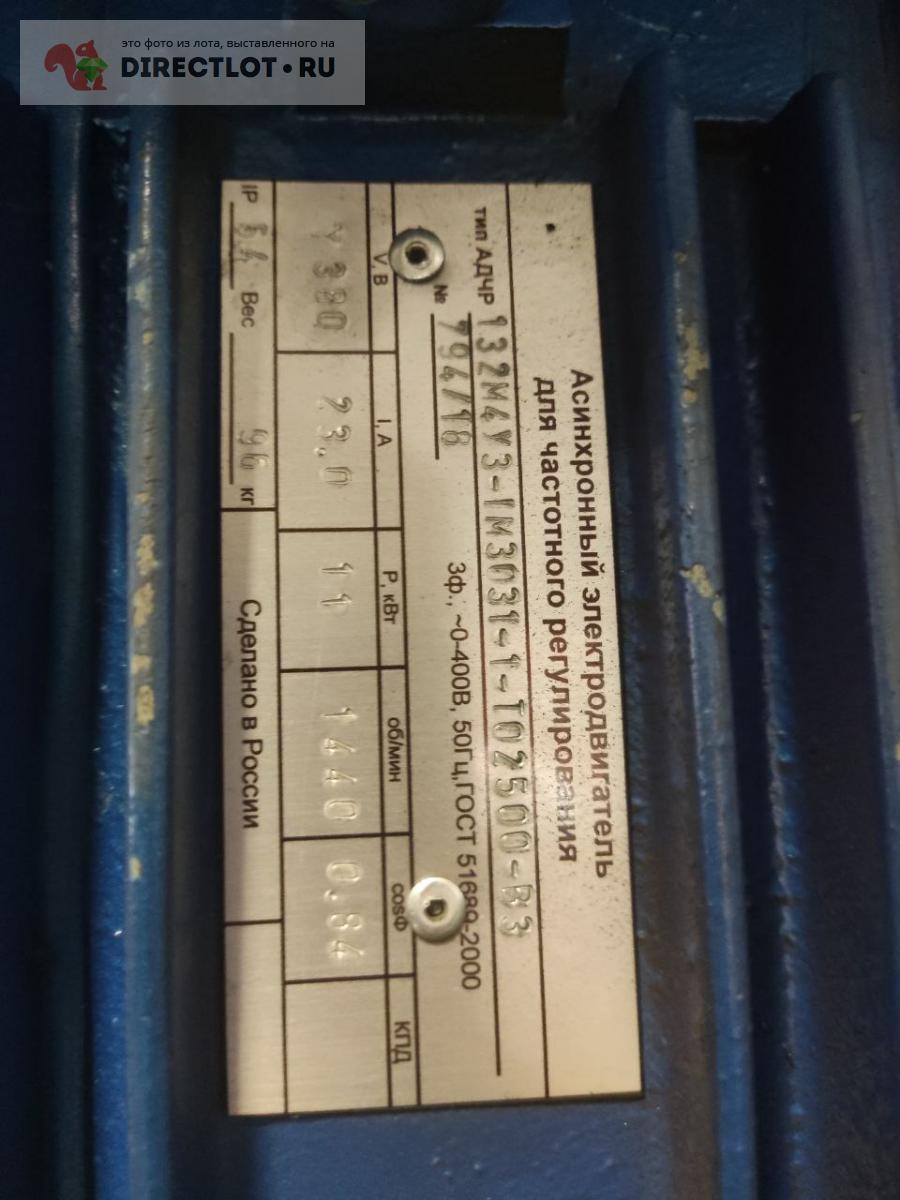 это фото из лота, выставленного на
DIRECTLOT.RU
Асинхронный электродвигатель
для частотного регулирования
тип АДЧР 132М4У3-IM3031-1-Т02500-В3
№ 794/18
3ф., ~0-400В, 50Гц,ГОСТ 51689-2000
V, В I, А Р, кВт об/мин cosФ КПД
Y 380 23,0 11 1440 0.84
IP 54 Вес 96 кг Сделано в России